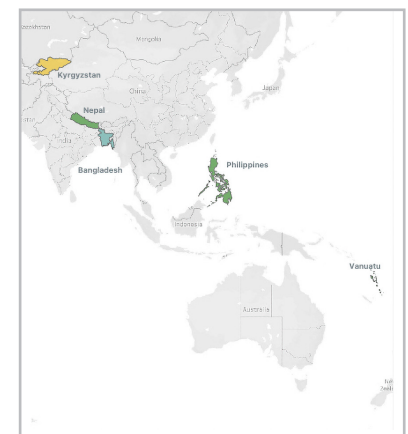 Mongolia
Kyrgyzstan
China
Japan
Nepal
India
Bangladesh
Philippines
Indonesia
Vanuatu
Australia